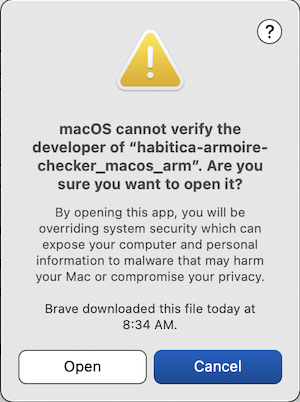 ?
macOS cannot verify the
developer of “habitica-armoire-
checker_macos_arm”. Are you
sure you want to open it?
By opening this app, you will be
overriding system security which can
expose your computer and personal
information to malware that may harm
your Mac or compromise your privacy.
Brave downloaded this file today at
8:34 AM.
Open
Cancel